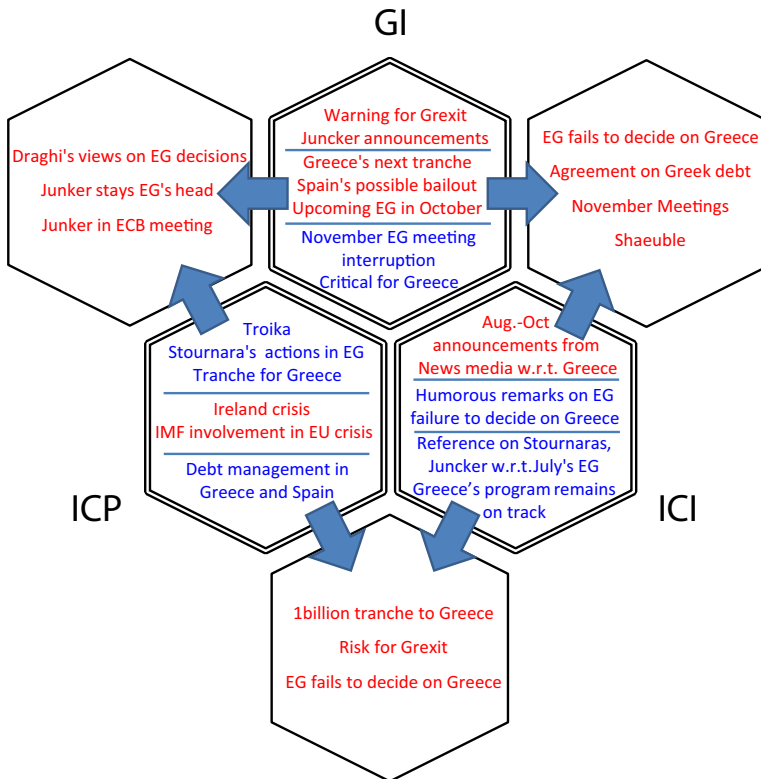 GI
Warning for Grexit
Juncker announcements
Greece's next tranche
Spain's possible bailout
Upcoming EG in October
November EG meeting
interruption
Critical for Greece
Draghi's views on EG decisions
Junker stays EG's head
Junker in ECB meeting
EG fails to decide on Greece
Agreement on Greek debt
November Meetings
Shaeuble
Troika
Stournara's actions in EG
Tranche for Greece
Ireland crisis
IMF involvement in EU crisis
Debt management in
Greece and Spain
Aug.-Oct
announcements from
News media w.r.t. Greece
Humorous remarks on EG
failure to decide on Greece
Reference on Stournaras,
Juncker w.r.t.July's EG
Greece’s program remains
on track
ICP
ICI
1billion tranche to Greece
Risk for Grexit
EG fails to decide on Greece